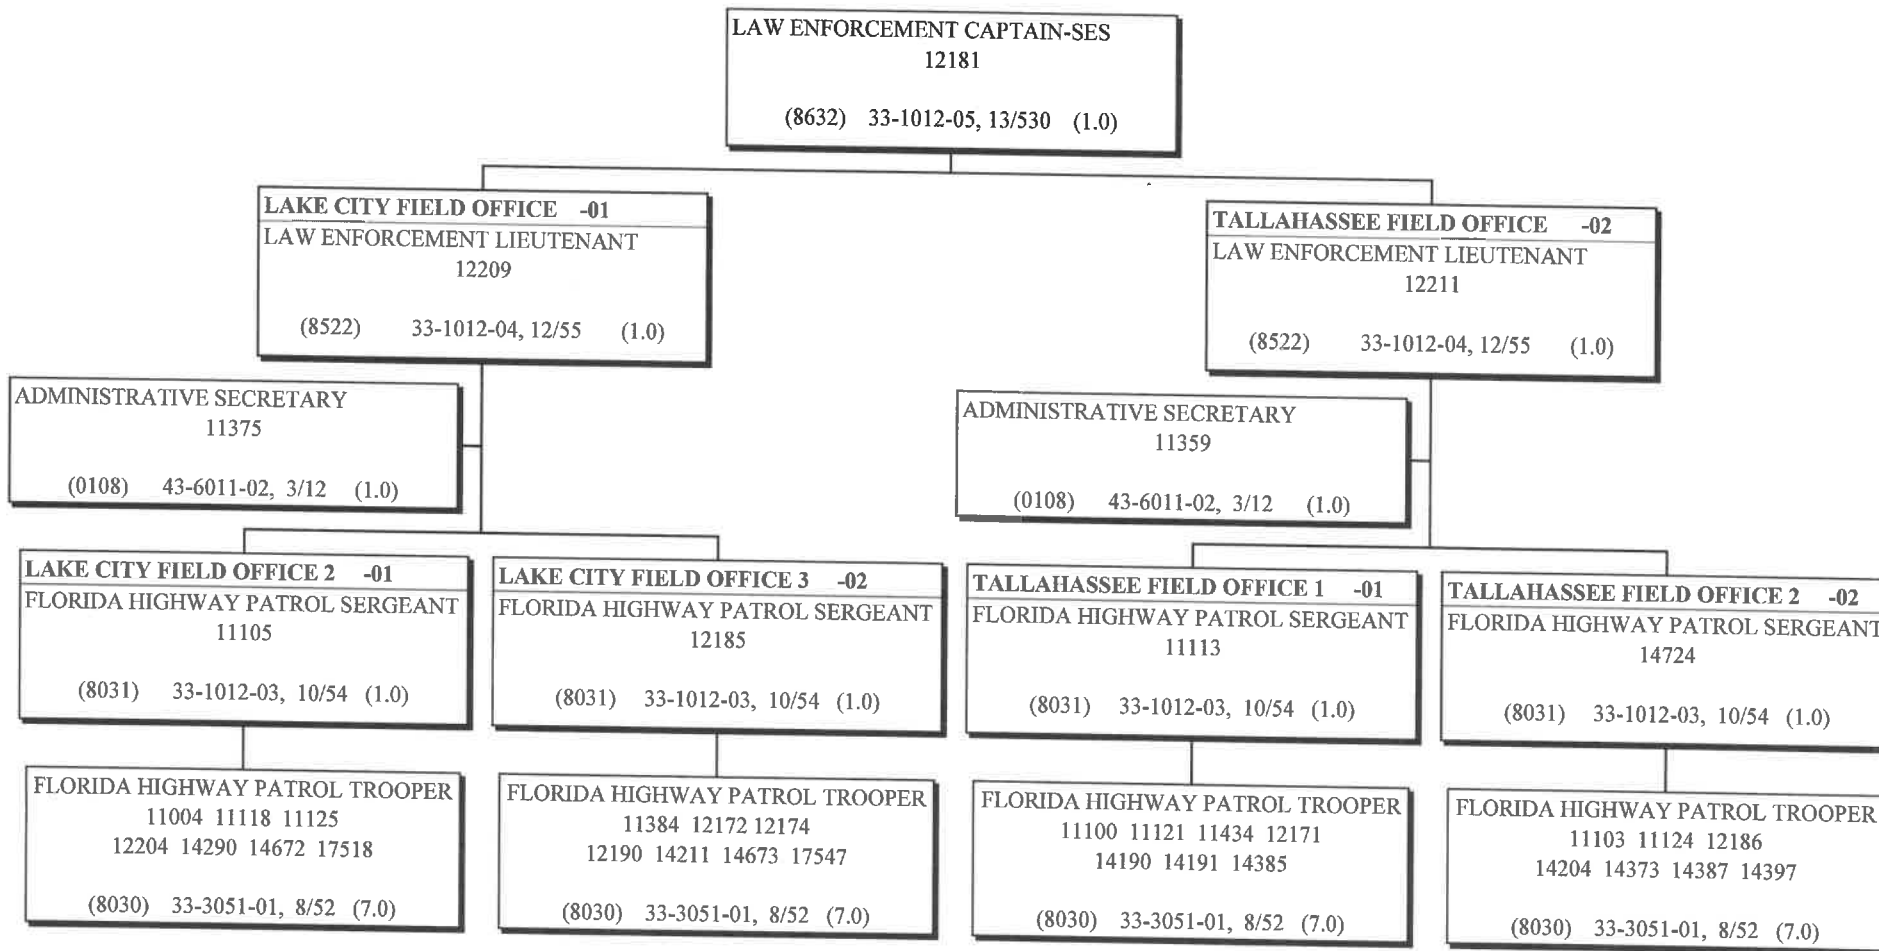 LAW ENFORCEMENT CAPTAIN-SES
12181
(8632) 33-1012-05, 13/530 (1.0)
LAKE CITY FIELD OFFICE -01
LAW ENFORCEMENT LIEUTENANT
12209
(8522) 33-1012-04, 12/55 (1.0)
TALLAHASSEE FIELD OFFICE -02
LAW ENFORCEMENT LIEUTENANT
12211
(8522) 33-1012-04, 12/55 (1.0)
ADMINISTRATIVE SECRETARY
11375
(0108) 43-6011-02, 3/12 (1.0)
ADMINISTRATIVE SECRETARY
11359
(0108) 43-6011-02, 3/12 (1.0)
LAKE CITY FIELD OFFICE 2 -01
FLORIDA HIGHWAY PATROL SERGEANT
11105
(8031) 33-1012-03, 10/54 (1.0)
LAKE CITY FIELD OFFICE 3 -02
FLORIDA HIGHWAY PATROL SERGEANT
12185
(8031) 33-1012-03, 10/54 (1.0)
TALLAHASSEE FIELD OFFICE 1 -01
FLORIDA HIGHWAY PATROL SERGEANT
11113
(8031) 33-1012-03, 10/54 (1.0)
TALLAHASSEE FIELD OFFICE 2 -02
FLORIDA HIGHWAY PATROL SERGEANT
14724
(8031) 33-1012-03, 10/54 (1.0)
FLORIDA HIGHWAY PATROL TROOPER
11004 11118 11125
12204 14290 14672 17518
(8030) 33-3051-01, 8/52 (7.0)
FLORIDA HIGHWAY PATROL TROOPER
11384 12172 12174
12190 14211 14673 17547
(8030) 33-3051-01, 8/52 (7.0)
FLORIDA HIGHWAY PATROL TROOPER
11100 11121 11434 12171
14190 14191 14385
(8030) 33-3051-01, 8/52 (7.0)
FLORIDA HIGHWAY PATROL TROOPER
11103 11124 12186
14204 14373 14387 14397
(8030) 33-3051-01, 8/52 (7.0)